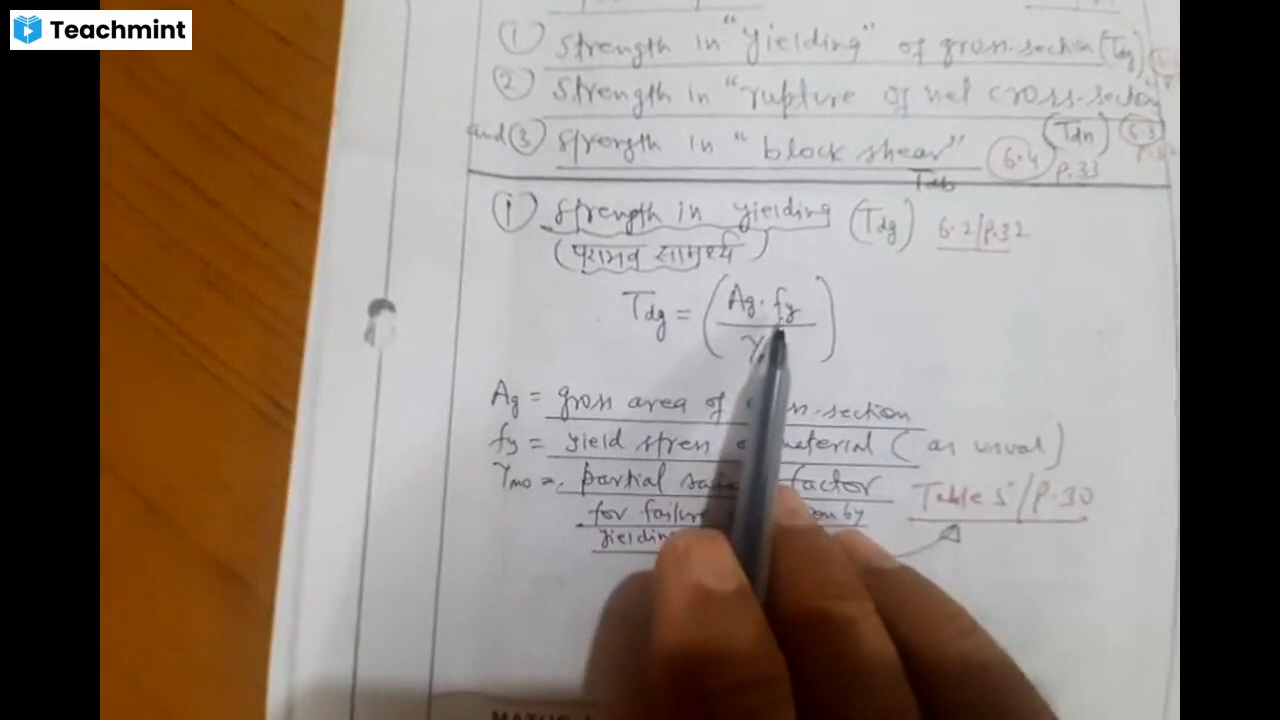 Teachmint
① Strength in "yielding" of gross-section (Tdg)
② Strength in "rupture of net cross-section"
and ③ Strength in "block shear" 6.4 (Tdn) 6.3
Tdb p.33
① Strength in yielding (Tdg) 6.2/p.32
(पराभव सामर्थ्य)
Tdg = (Ag.fy / γ)
Ag = gross area of section
fy = yield stress material (as usual)
γmo = partial factor Table 5/p.30
for failure by
yielding